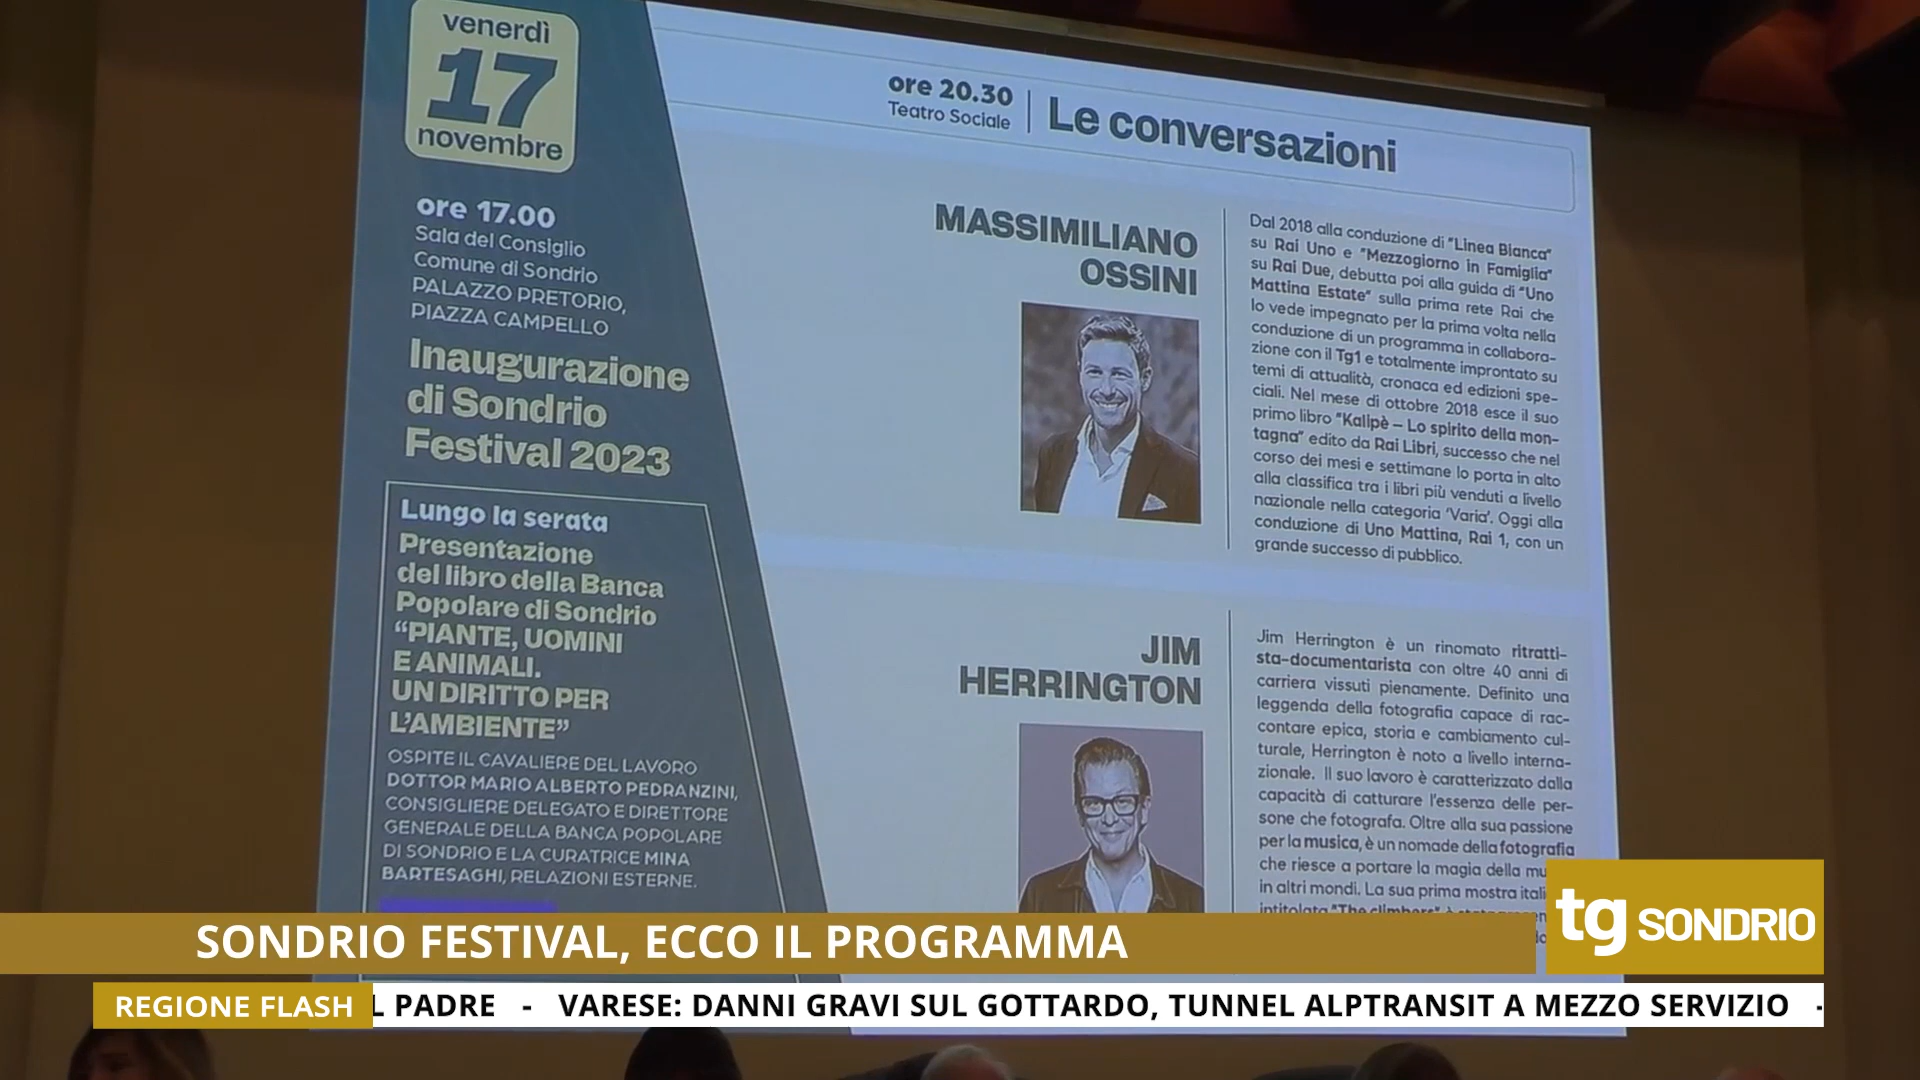 venerdì
17
novembre
ore 17.00
Sala del Consiglio
Comune di Sondrio
PALAZZO PRETORIO,
PIAZZA CAMPELLO
Inaugurazione
di Sondrio
Festival 2023
Lungo la serata
Presentazione
del libro della Banca
Popolare di Sondrio
“PIANTE, UOMINI
E ANIMALI.
UN DIRITTO PER
L’AMBIENTE”
OSPITE IL CAVALIERE DEL LAVORO
DOTTOR MARIO ALBERTO PEDRANZINI,
CONSIGLIERE DELEGATO E DIRETTORE
GENERALE DELLA BANCA POPOLARE
DI SONDRIO E LA CURATRICE MINA
BARTESAGHI, RELAZIONI ESTERNE.
ore 20.30
Teatro Sociale
Le conversazioni
MASSIMILIANO
OSSINI
Dal 2018 alla conduzione di “Linea Bianca”
su Rai Uno e “Mezzogiorno in Famiglia”
su Rai Due, debutta poi alla guida di “Uno
Mattina Estate” sulla prima rete Rai che
lo vede impegnato per la prima volta nella
conduzione di un programma in collabora-
zione con il Tg1 e totalmente improntato su
temi di attualità, cronaca ed edizioni spe-
ciali. Nel mese di ottobre 2018 esce il suo
primo libro “Kalipè – Lo spirito della mon-
tagna” edito da Rai Libri, successo che nel
corso dei mesi e settimane lo porta in alto
alla classifica tra i libri più venduti a livello
nazionale nella categoria ‘Varia’. Oggi alla
conduzione di Uno Mattina, Rai 1, con un
grande successo di pubblico.
JIM
HERRINGTON
Jim Herrington è un rinomato ritratti-
sta-documentarista con oltre 40 anni di
carriera vissuti pienamente. Definito una
leggenda della fotografia capace di rac-
contare epica, storia e cambiamento cul-
turale, Herrington è noto a livello interna-
zionale. Il suo lavoro è caratterizzato dalla
capacità di catturare l’essenza delle per-
sone che fotografa. Oltre alla sua passione
per la musica, è un nomade della fotografia
che riesce a portare la magia della mu
in altri mondi. La sua prima mostra itali
intitolata “The climbers”
SONDRIO FESTIVAL, ECCO IL PROGRAMMA
tg SONDRIO
REGIONE FLASH
L PADRE - VARESE: DANNI GRAVI SUL GOTTARDO, TUNNEL ALPTRANSIT A MEZZO SERVIZIO -